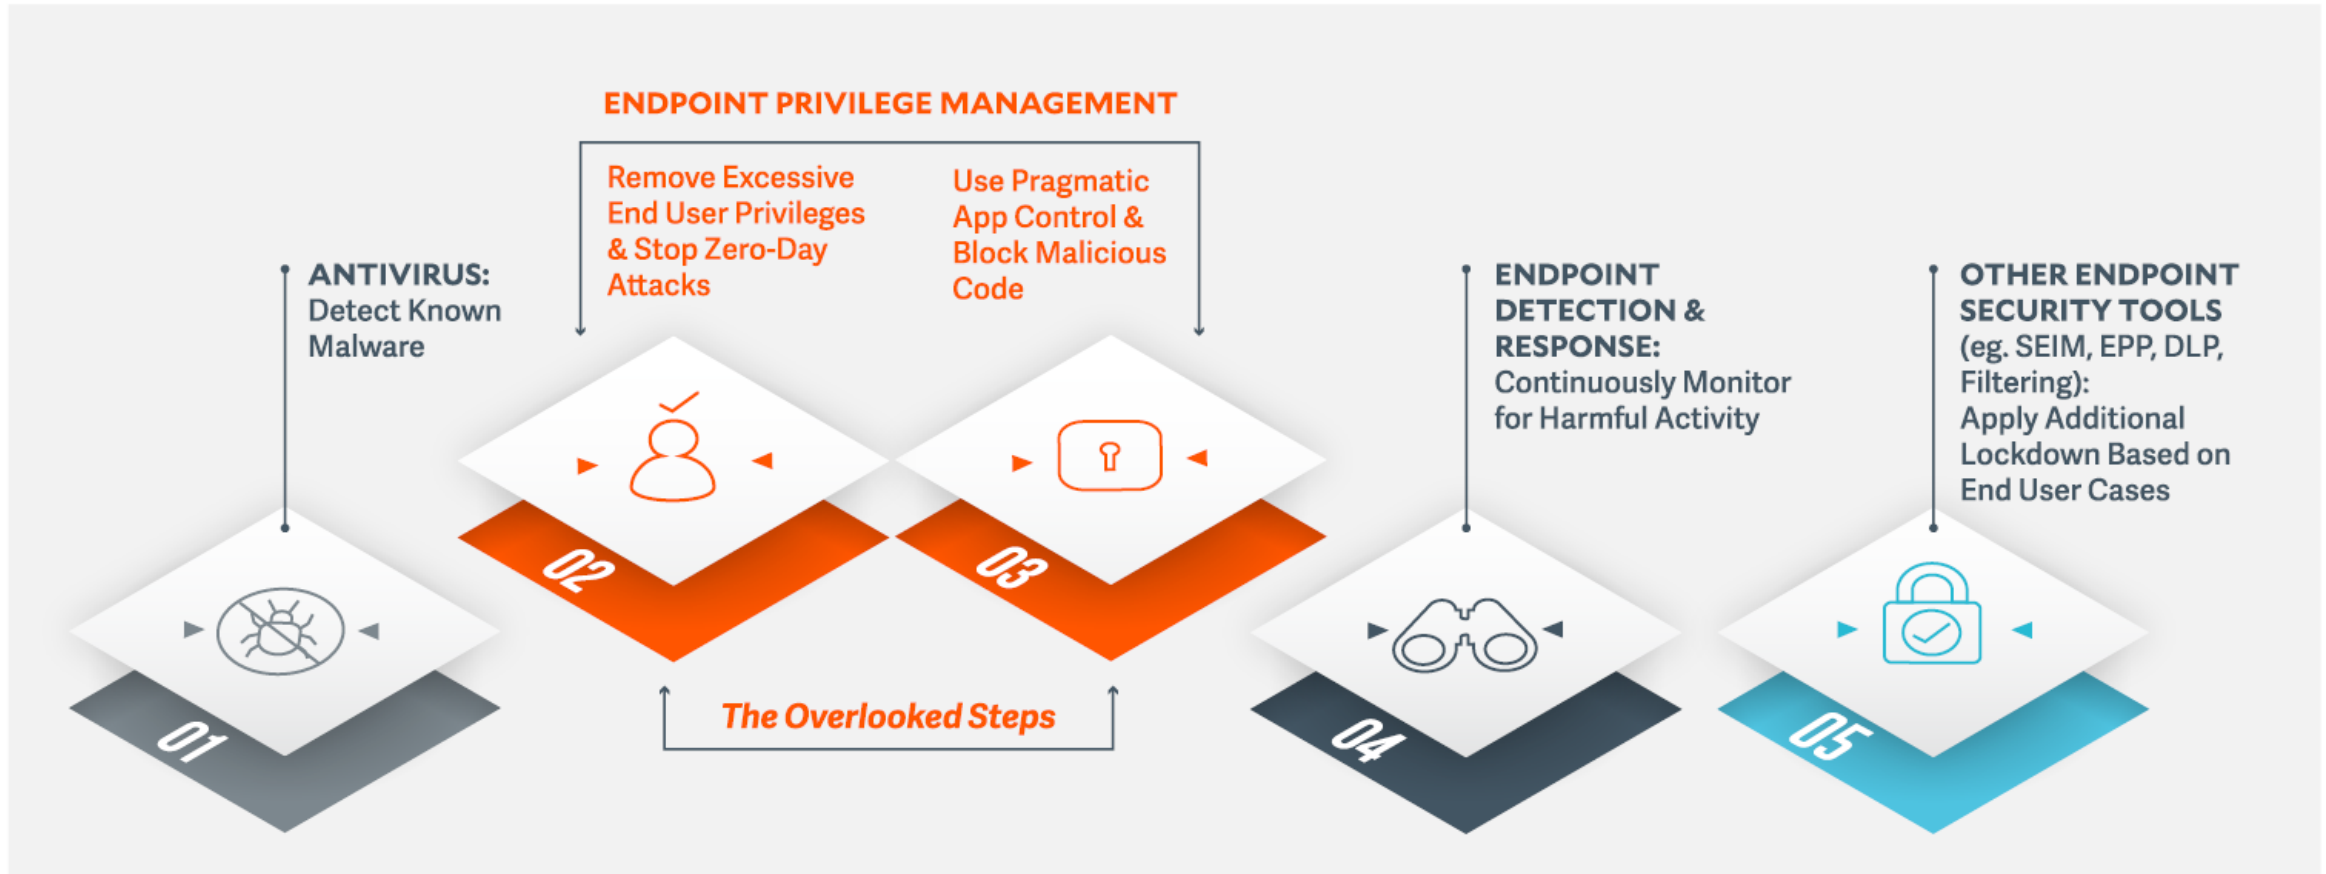 ENDPOINT PRIVILEGE MANAGEMENT
Remove Excessive
End User Privileges
& Stop Zero-Day
Attacks
Use Pragmatic
App Control &
Block Malicious
Code
ANTIVIRUS:
Detect Known
Malware
ENDPOINT
DETECTION &
RESPONSE:
Continuously Monitor
for Harmful Activity
OTHER ENDPOINT
SECURITY TOOLS
(eg. SEIM, EPP, DLP,
Filtering):
Apply Additional
Lockdown Based on
End User Cases
01
02
03
04
05
The Overlooked Steps